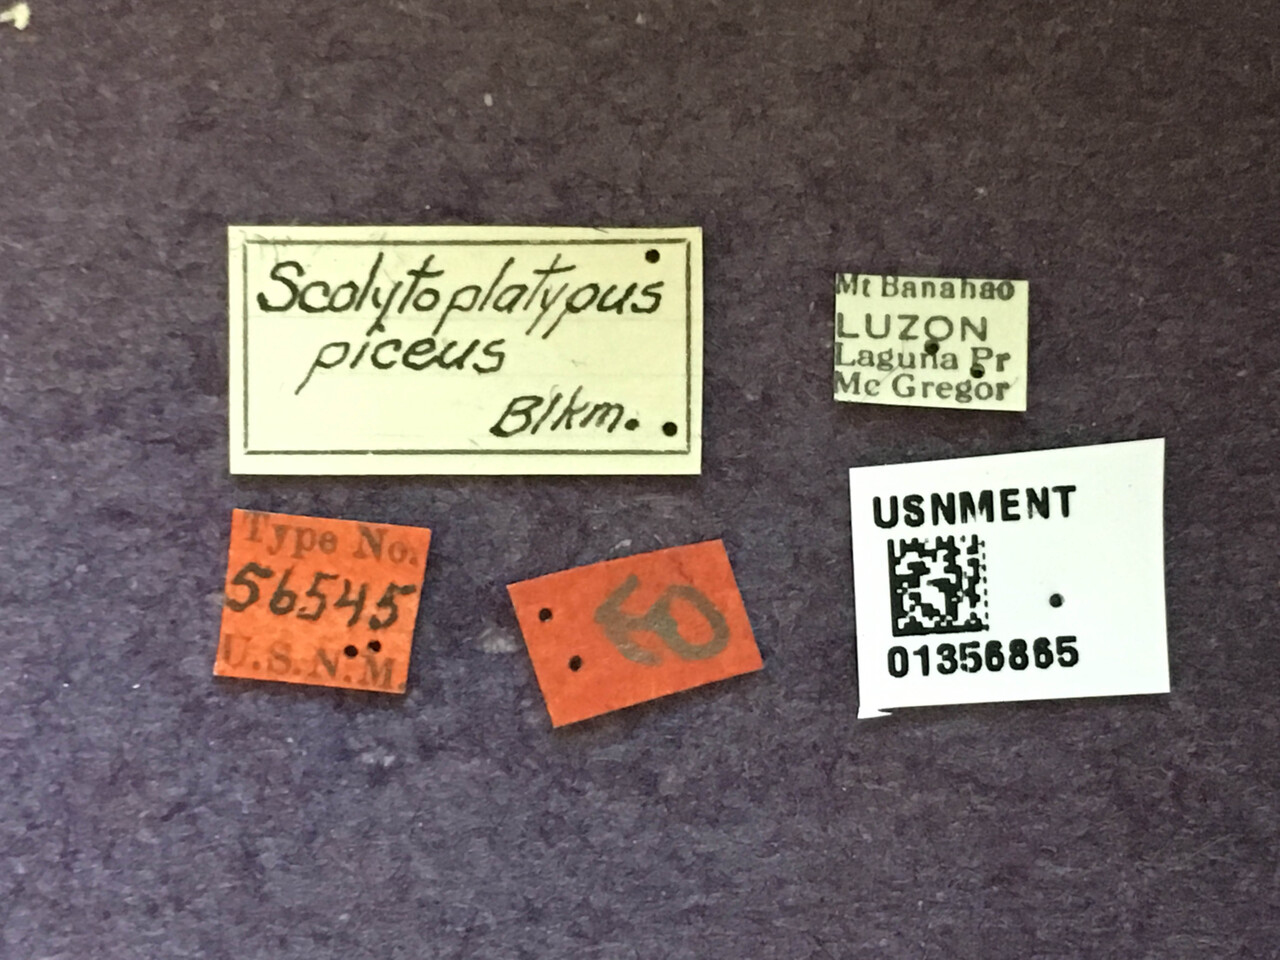 Scolytoplatypus
piceus
Blkm.
Mt Banahao
LUZON
Laguna Pr
Mc Gregor
Type No.
56545
U.S.N.M.
♂
USNMENT
01356865